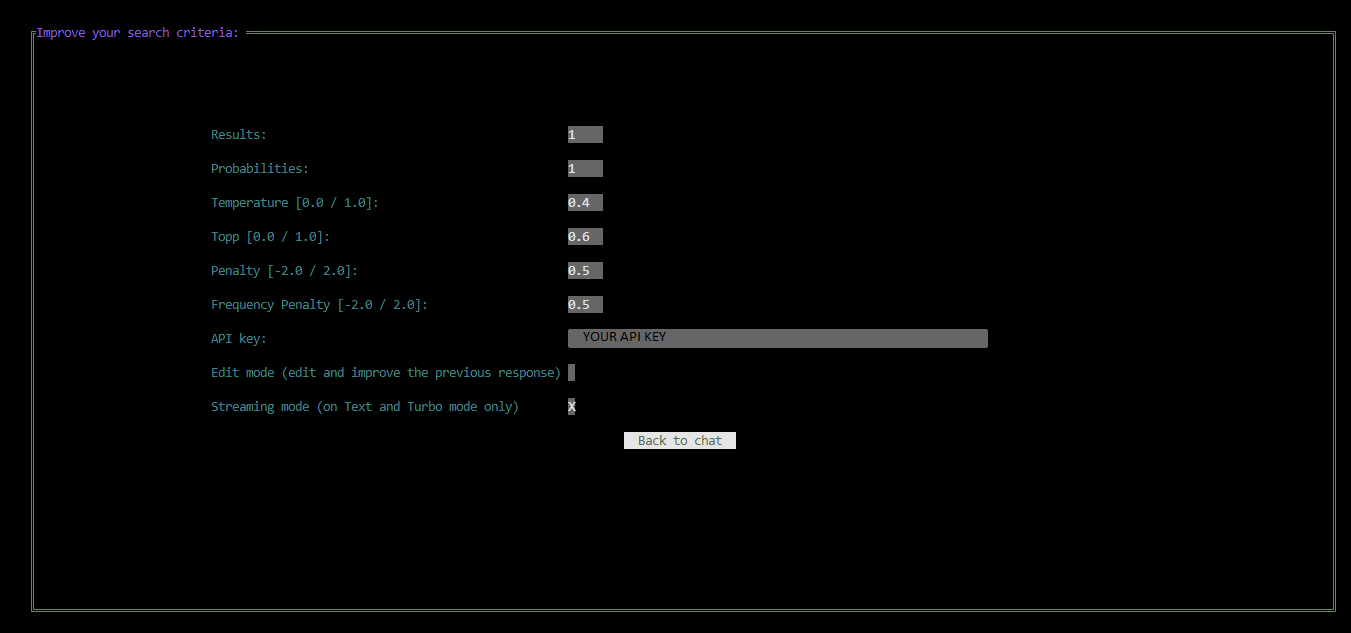 Improve your search criteria:
Results: 1
Probabilities: 1
Temperature [0.0 / 1.0]: 0.4
Topp [0.0 / 1.0]: 0.6
Penalty [-2.0 / 2.0]: 0.5
Frequency Penalty [-2.0 / 2.0]: 0.5
API key: YOUR API KEY
Edit mode (edit and improve the previous response)
Streaming mode (on Text and Turbo mode only) X
Back to chat